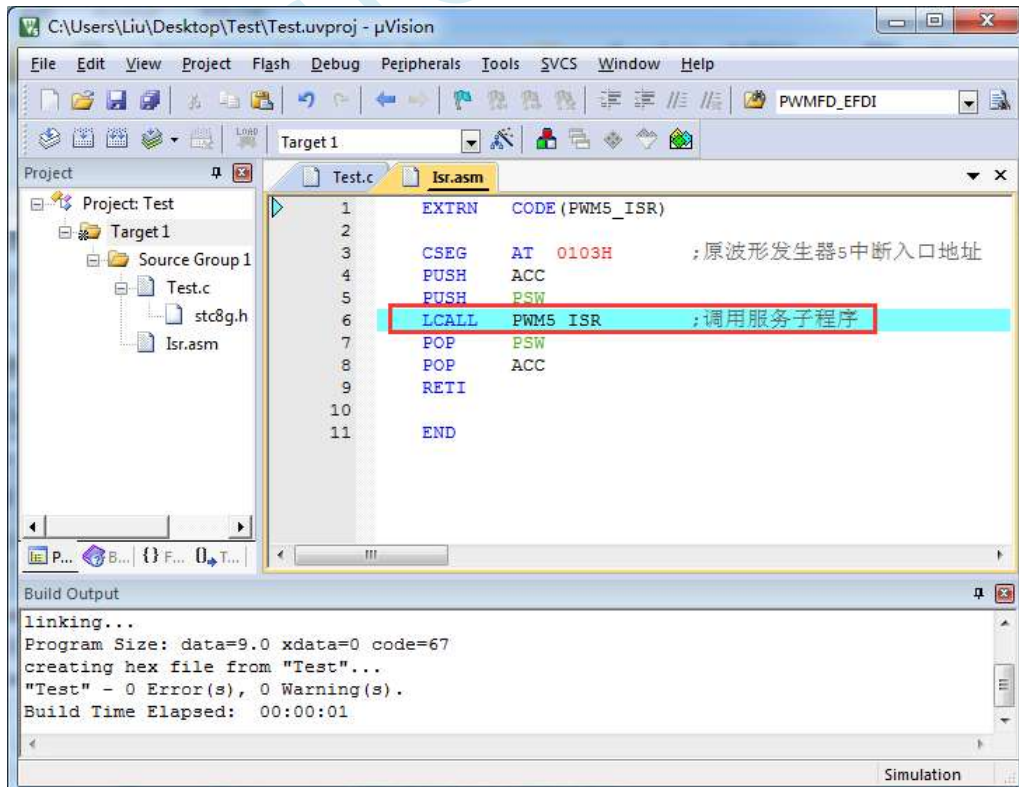 C:\Users\Liu\Desktop\Test\Test.uvproj - µVision
File Edit View Project Flash Debug Peripherals Tools SVCS Window Help
PWMFD_EFDI
LOAD Target 1
Project
Test.c Isr.asm
Project: Test
Target 1
Source Group 1
Test.c
stc8g.h
Isr.asm
1 EXTRN CODE(PWM5_ISR)
2
3 CSEG AT 0103H ;原波形发生器5中断入口地址
4 PUSH ACC
5 PUSH PSW
6 LCALL PWM5_ISR ;调用服务子程序
7 POP PSW
8 POP ACC
9 RETI
10
11 END
P... B... {} F... 0 T...
Build Output
linking...
Program Size: data=9.0 xdata=0 code=67
creating hex file from "Test"...
"Test" - 0 Error(s), 0 Warning(s).
Build Time Elapsed: 00:00:01
Simulation